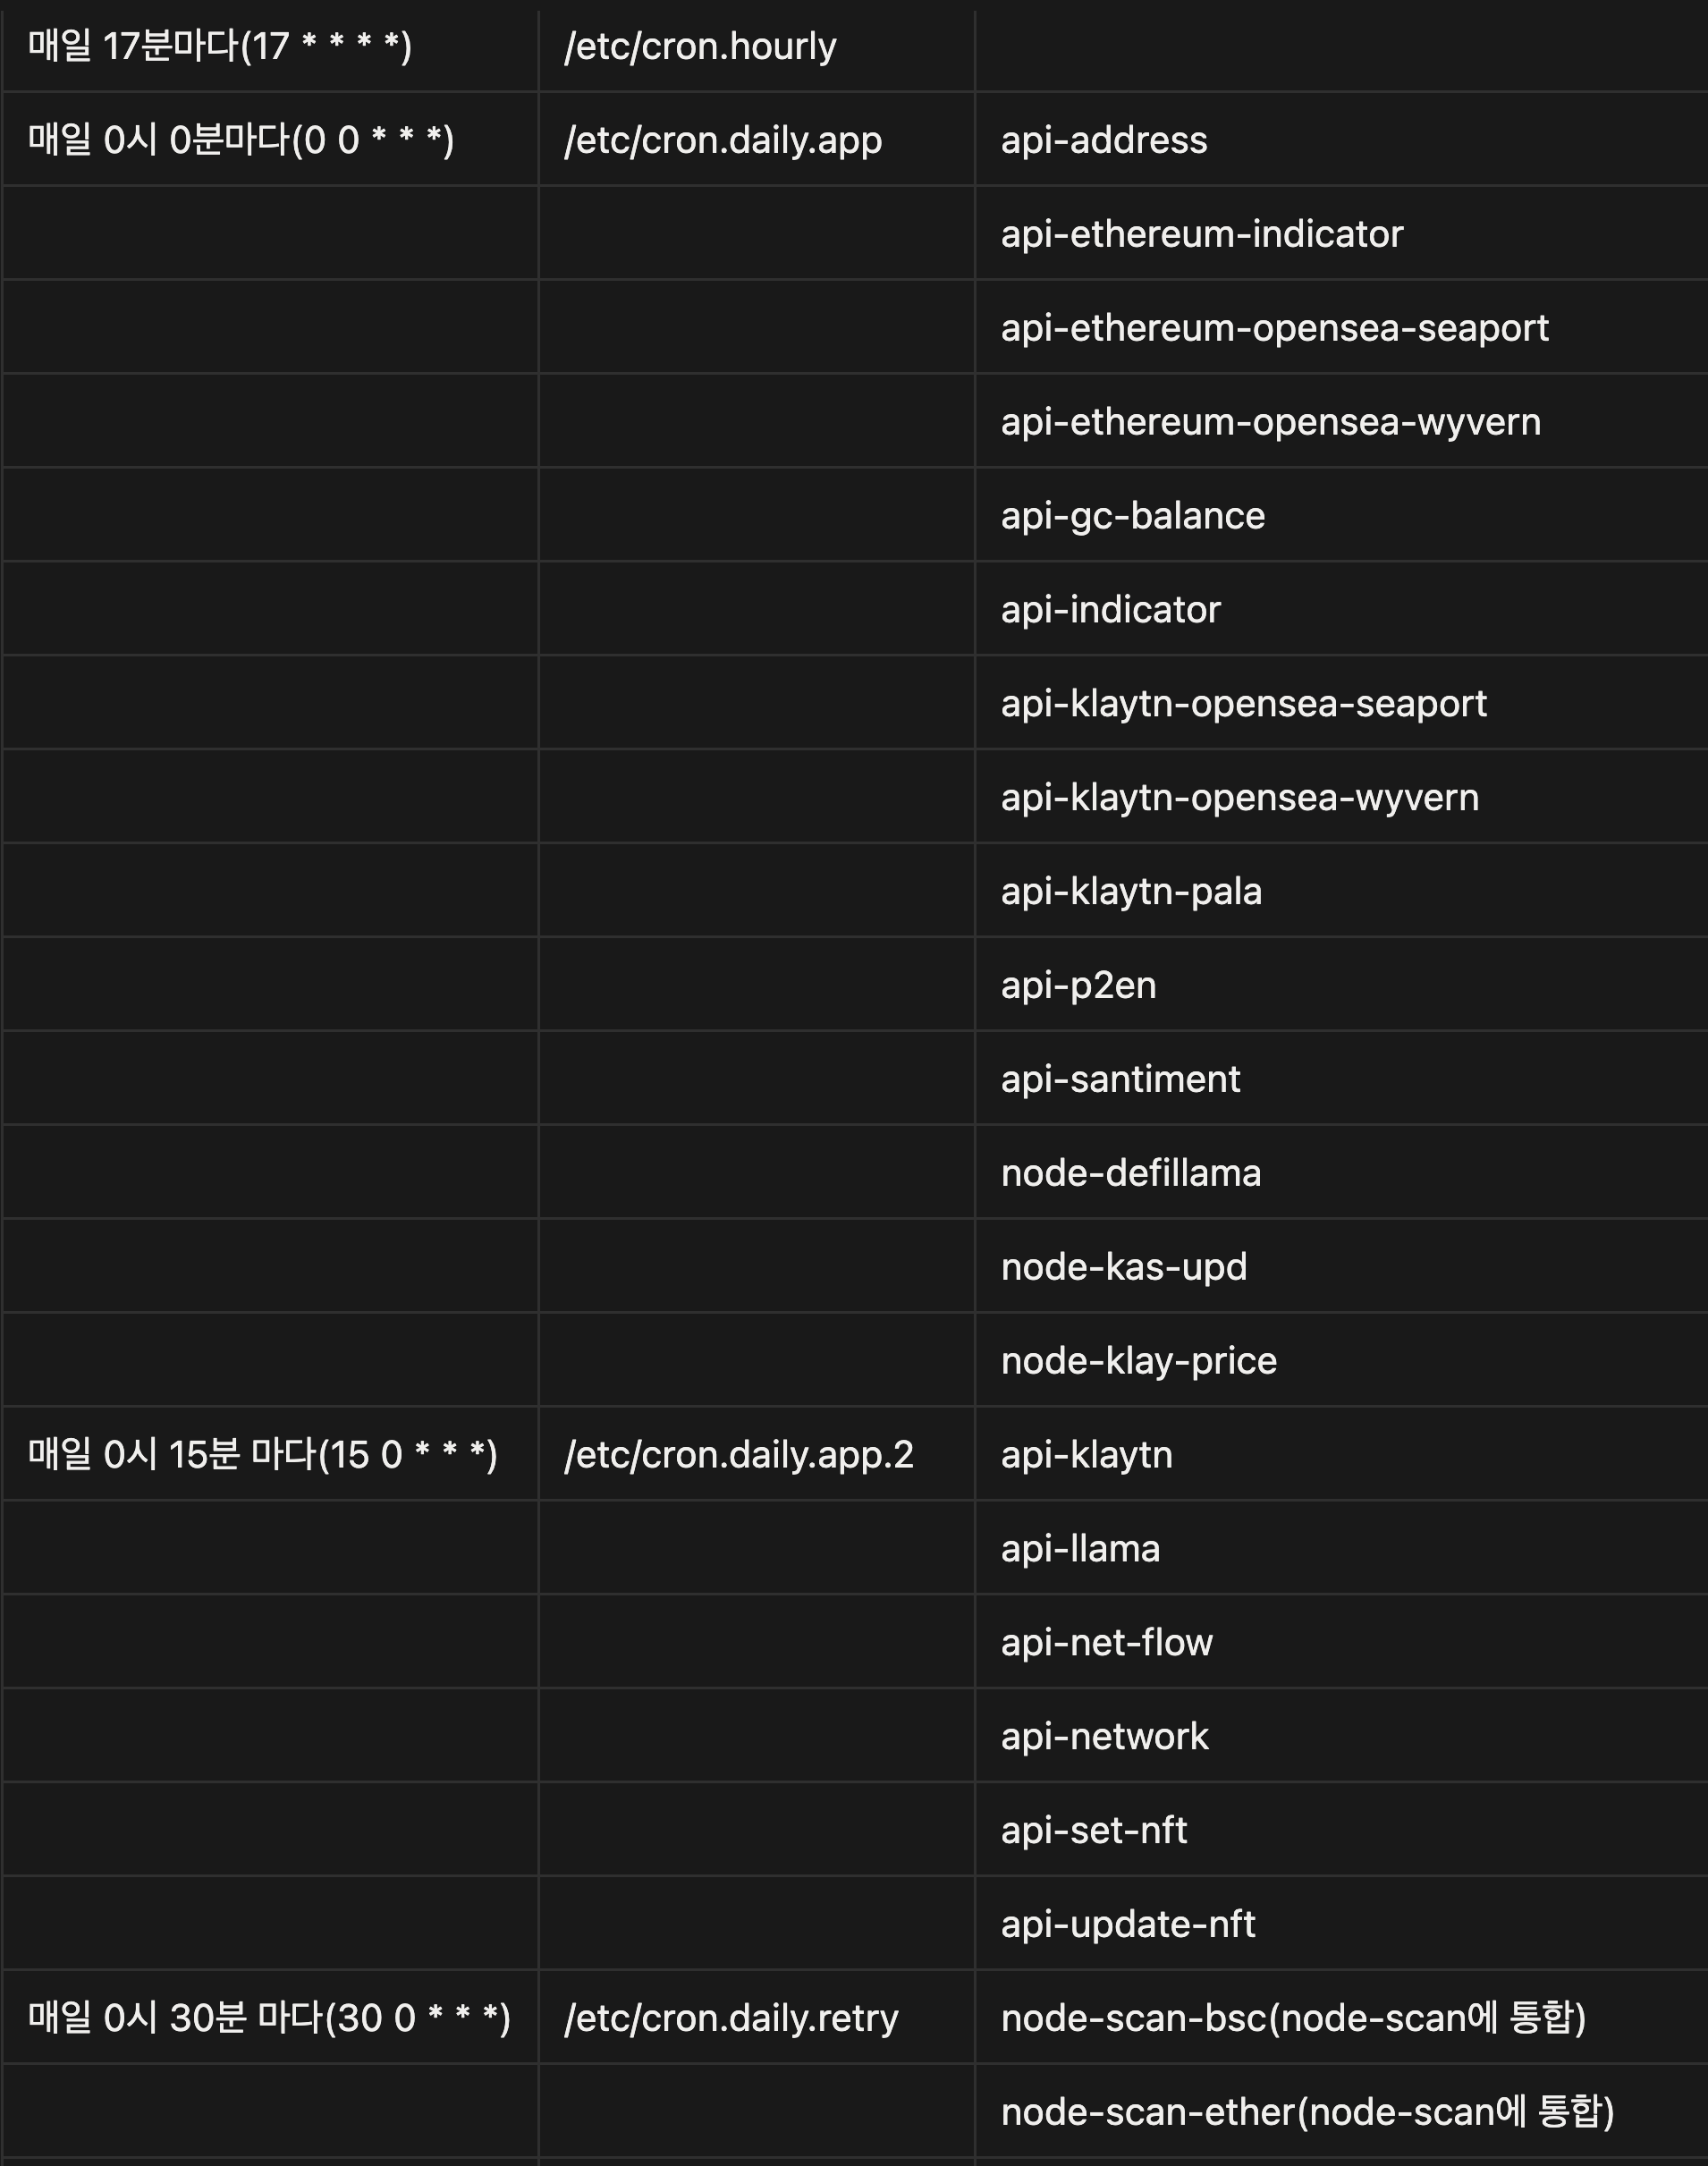 매일 17분마다(17 * * * *) /etc/cron.hourly
매일 0시 0분마다(0 0 * * *) /etc/cron.daily.app api-address
api-ethereum-indicator
api-ethereum-opensea-seaport
api-ethereum-opensea-wyvern
api-gc-balance
api-indicator
api-klaytn-opensea-seaport
api-klaytn-opensea-wyvern
api-klaytn-pala
api-p2en
api-santiment
node-defillama
node-kas-upd
node-klay-price
매일 0시 15분 마다(15 0 * * *) /etc/cron.daily.app.2 api-klaytn
api-llama
api-net-flow
api-network
api-set-nft
api-update-nft
매일 0시 30분 마다(30 0 * * *) /etc/cron.daily.retry node-scan-bsc(node-scan에 통합)
node-scan-ether(node-scan에 통합)